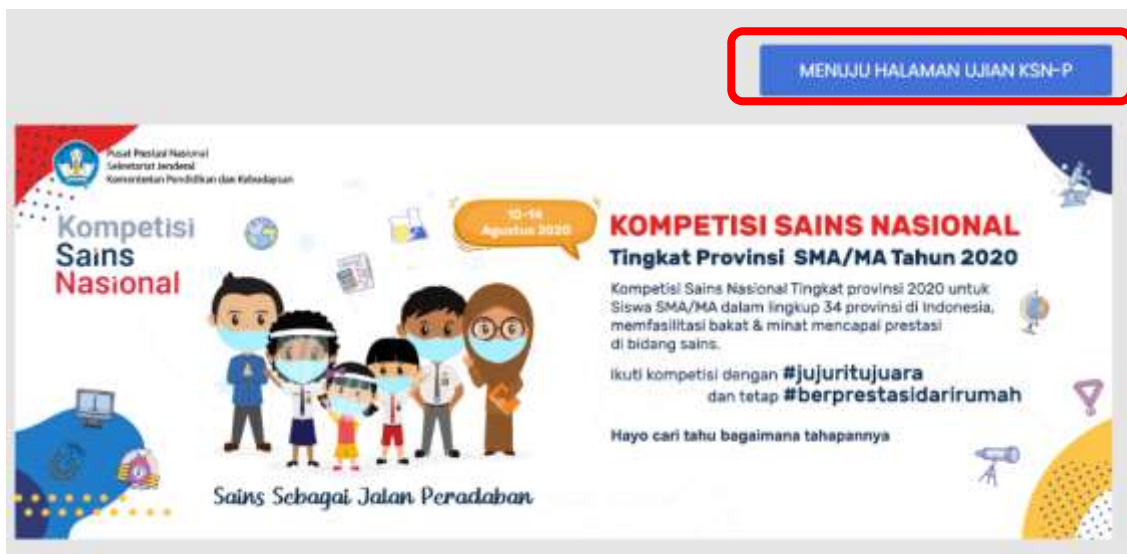 MENUJU HALAMAN UJIAN KSN-P
Pusat Prestasi Nasional
Sekretariat Jenderal
Kementerian Pendidikan dan Kebudayaan
Kompetisi
Sains
Nasional
10-14
Agustus 2020
KOMPETISI SAINS NASIONAL
Tingkat Provinsi SMA/MA Tahun 2020
Kompetisi Sains Nasional Tingkat provinsi 2020 untuk
Siswa SMA/MA dalam lingkup 34 provinsi di Indonesia,
memfasilitasi bakat & minat mencapai prestasi
di bidang sains.
Ikuti kompetisi dengan #jujuritujuara
dan tetap #berprestasidarirumah
Hayo cari tahu bagaimana tahapannya
Sains Sebagai Jalan Peradaban